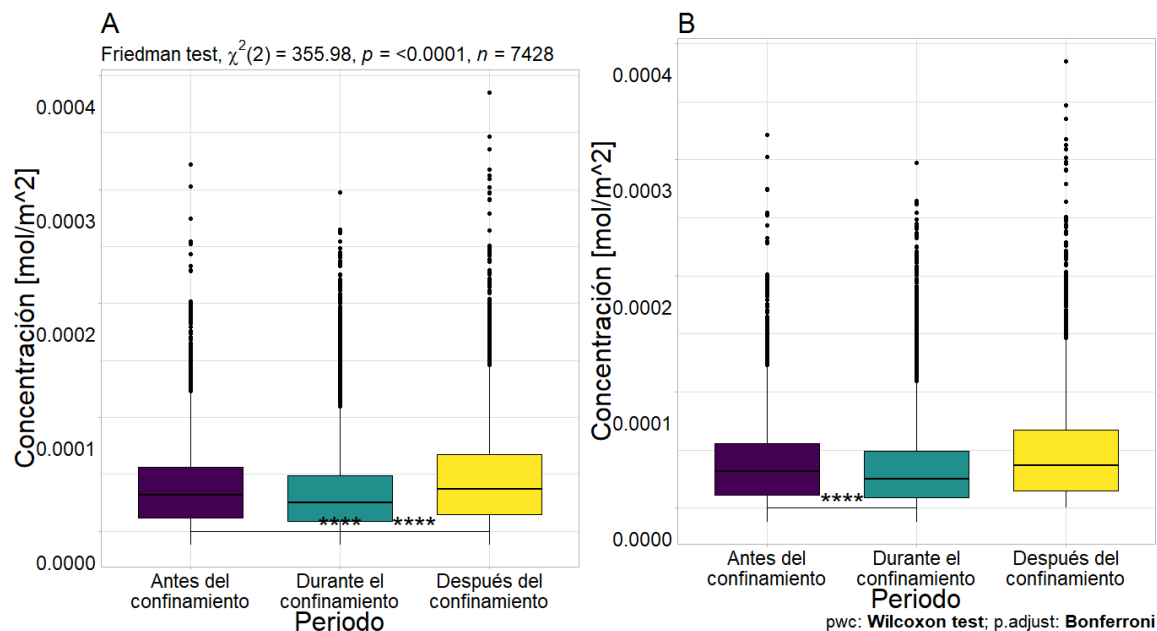 A
Friedman test, χ²(2) = 355.98, p = <0.0001, n = 7428
Concentración [mol/m^2]
0.0004
0.0003
0.0002
0.0001
0.0000
**** ****
Antes del confinamiento
Durante el confinamiento
Después del confinamiento
Periodo
B
Concentración [mol/m^2]
0.0004
0.0003
0.0002
0.0001
0.0000
****
Antes del confinamiento
Durante el confinamiento
Después del confinamiento
Periodo
pwc: Wilcoxon test; p.adjust: Bonferroni